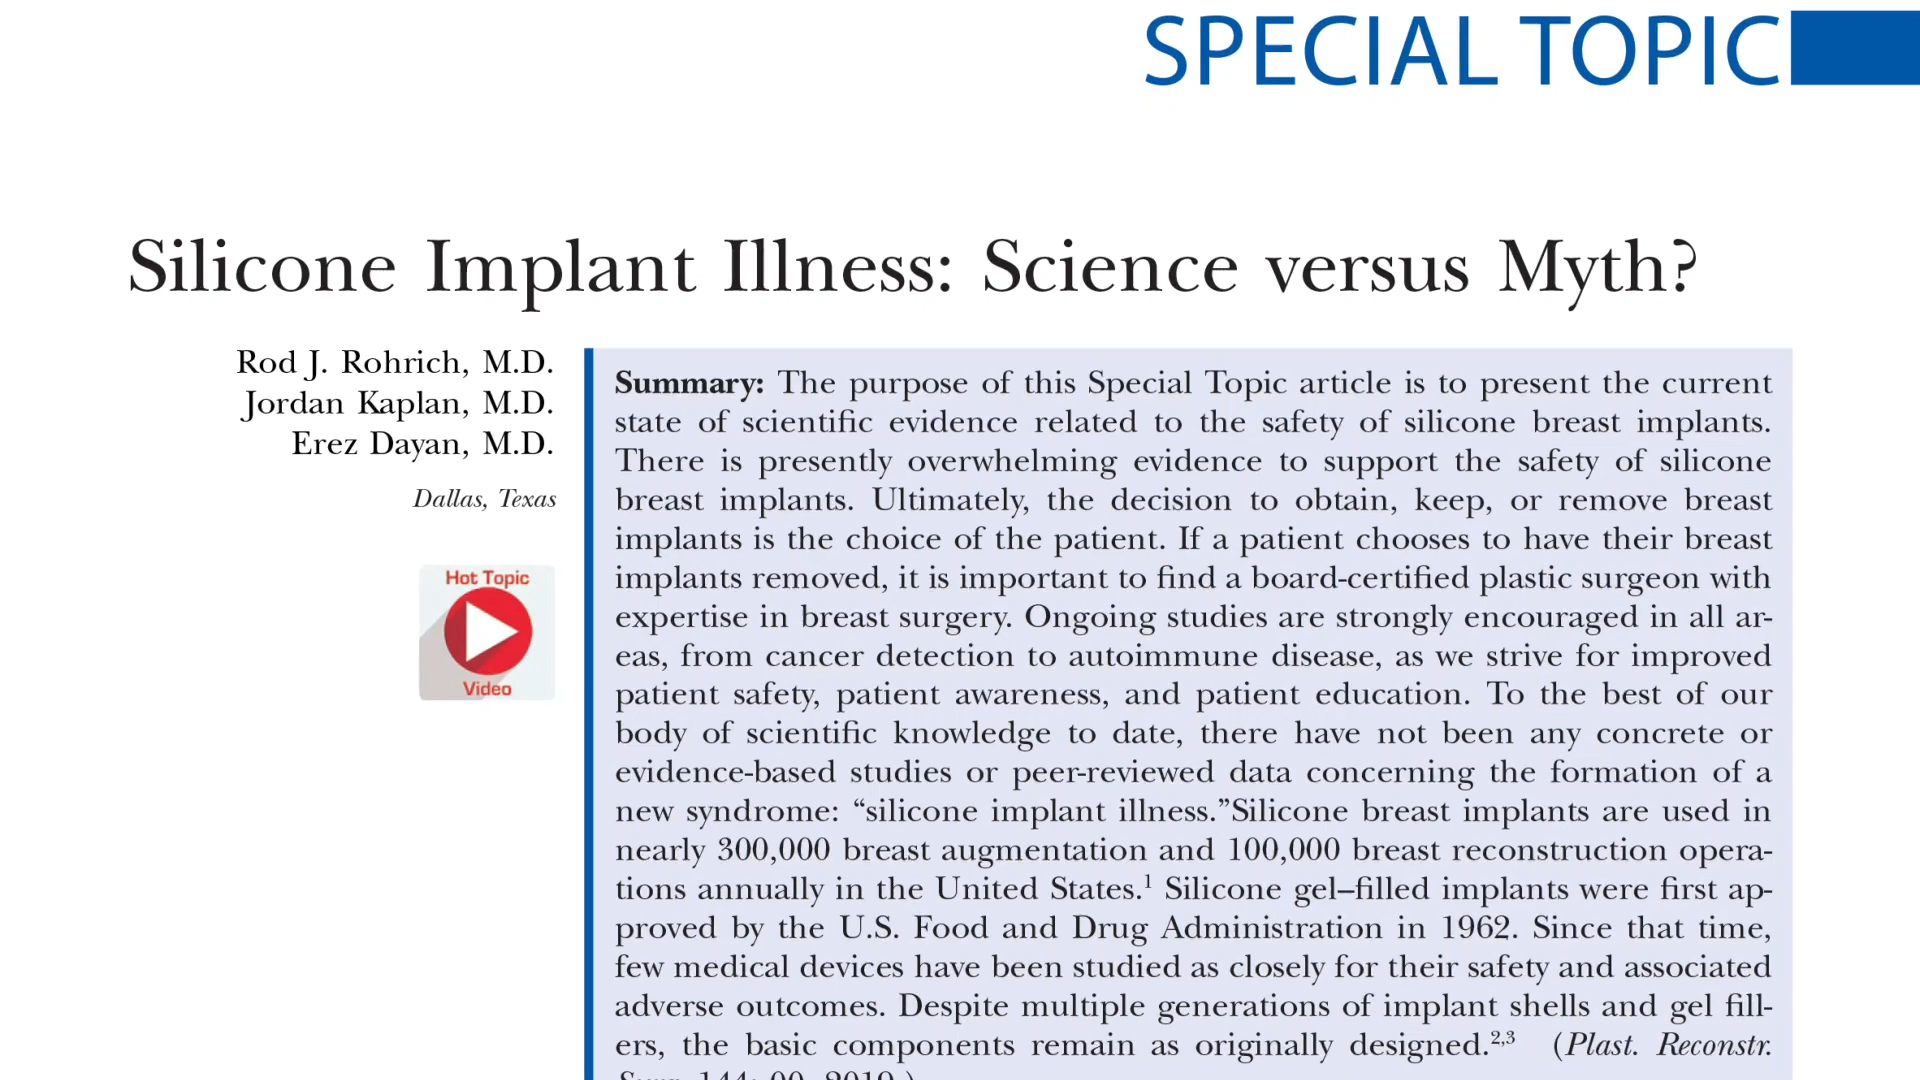 SPECIAL TOPIC
Silicone Implant Illness: Science versus Myth?
Rod J. Rohrich, M.D.
Jordan Kaplan, M.D.
Erez Dayan, M.D.
Dallas, Texas
Hot Topic
Video
Summary: The purpose of this Special Topic article is to present the current
state of scientific evidence related to the safety of silicone breast implants.
There is presently overwhelming evidence to support the safety of silicone
breast implants. Ultimately, the decision to obtain, keep, or remove breast
implants is the choice of the patient. If a patient chooses to have their breast
implants removed, it is important to find a board-certified plastic surgeon with
expertise in breast surgery. Ongoing studies are strongly encouraged in all ar-
eas, from cancer detection to autoimmune disease, as we strive for improved
patient safety, patient awareness, and patient education. To the best of our
body of scientific knowledge to date, there have not been any concrete or
evidence-based studies or peer-reviewed data concerning the formation of a
new syndrome: “silicone implant illness.”Silicone breast implants are used in
nearly 300,000 breast augmentation and 100,000 breast reconstruction opera-
tions annually in the United States.1 Silicone gel–filled implants were first ap-
proved by the U.S. Food and Drug Administration in 1962. Since that time,
few medical devices have been studied as closely for their safety and associated
adverse outcomes. Despite multiple generations of implant shells and gel fill-
ers, the basic components remain as originally designed.2,3 (Plast. Reconstr.
Surg. 144: 00, 2019.)